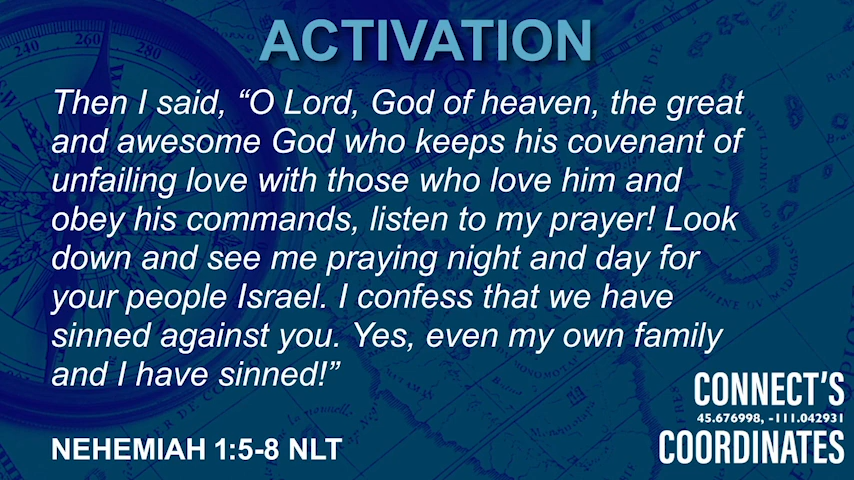 ACTIVATION
Then I said, “O Lord, God of heaven, the great
and awesome God who keeps his covenant of
unfailing love with those who love him and
obey his commands, listen to my prayer! Look
down and see me praying night and day for
your people Israel. I confess that we have
sinned against you. Yes, even my own family
and I have sinned!”
NEHEMIAH 1:5-8 NLT
CONNECT’S
45.676998, -111.042931
COORDINATES
240
260
280